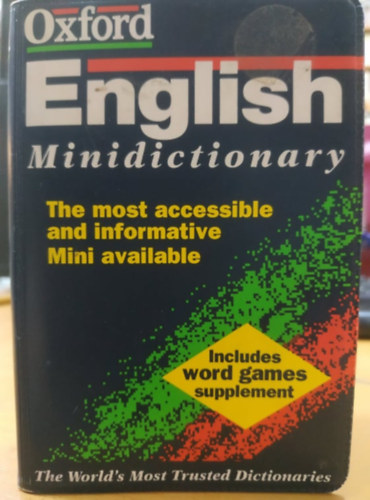 Oxford
English
Minidictionary
The most accessible
and informative
Mini available
Includes
word games
supplement
The World's Most Trusted Dictionaries